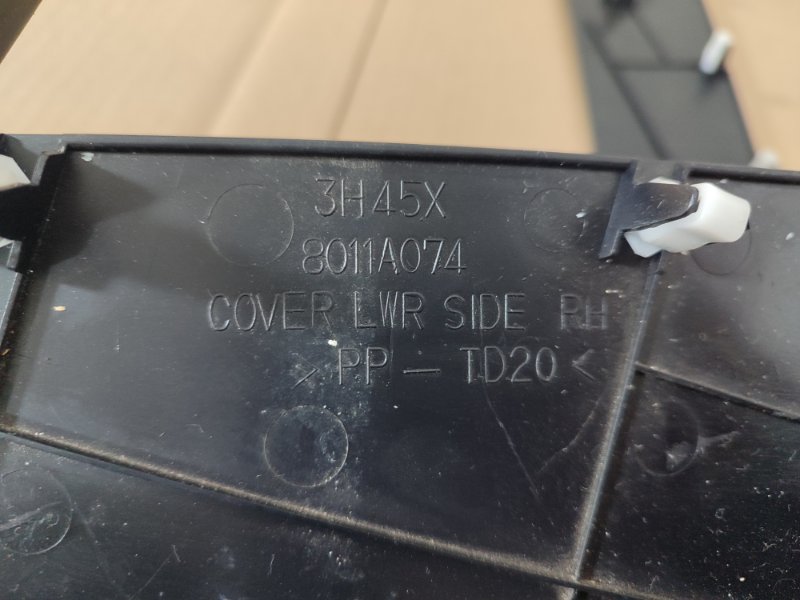 3H45X
8011A074
COVER LWR SIDE RH
>PP-TD20<